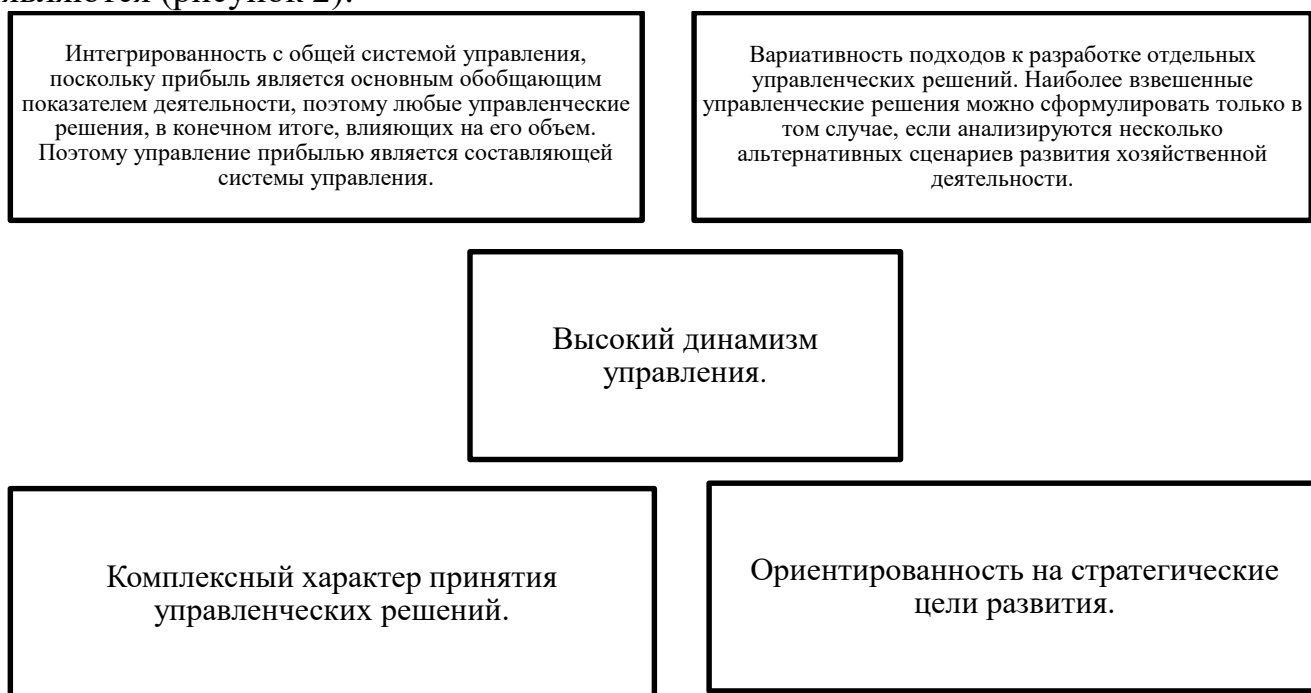 являются (рисунок 2):
Интегрированность с общей системой управления,
поскольку прибыль является основным обобщающим
показателем деятельности, поэтому любые управленческие
решения, в конечном итоге, влияющих на его объем.
Поэтому управление прибылью является составляющей
системы управления.
Вариативность подходов к разработке отдельных
управленческих решений. Наиболее взвешенные
управленческие решения можно сформулировать только в
том случае, если анализируются несколько
альтернативных сценариев развития хозяйственной
деятельности.
Высокий динамизм
управления.
Комплексный характер принятия
управленческих решений.
Ориентированность на стратегические
цели развития.